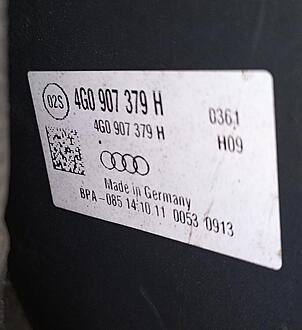 02S 4G0 907 379 H 0361
4G0 907 379 H H09
Made in Germany
BPA-085 14.10.11 0053 0913